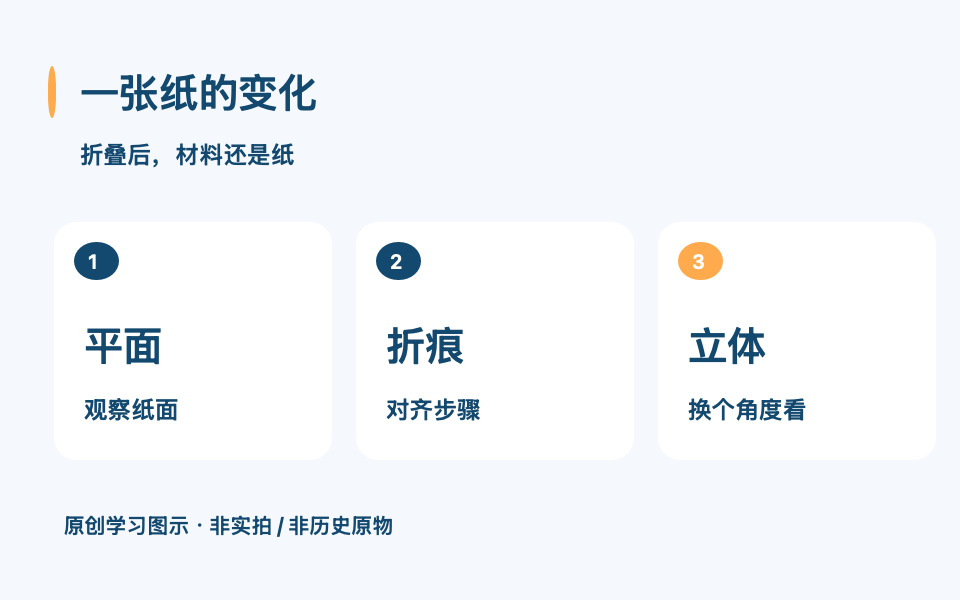 一张纸的变化
折叠后，材料还是纸
1
平面
观察纸面
2
折痕
对齐步骤
3
立体
换个角度看
原创学习图示 · 非实拍 / 非历史原物